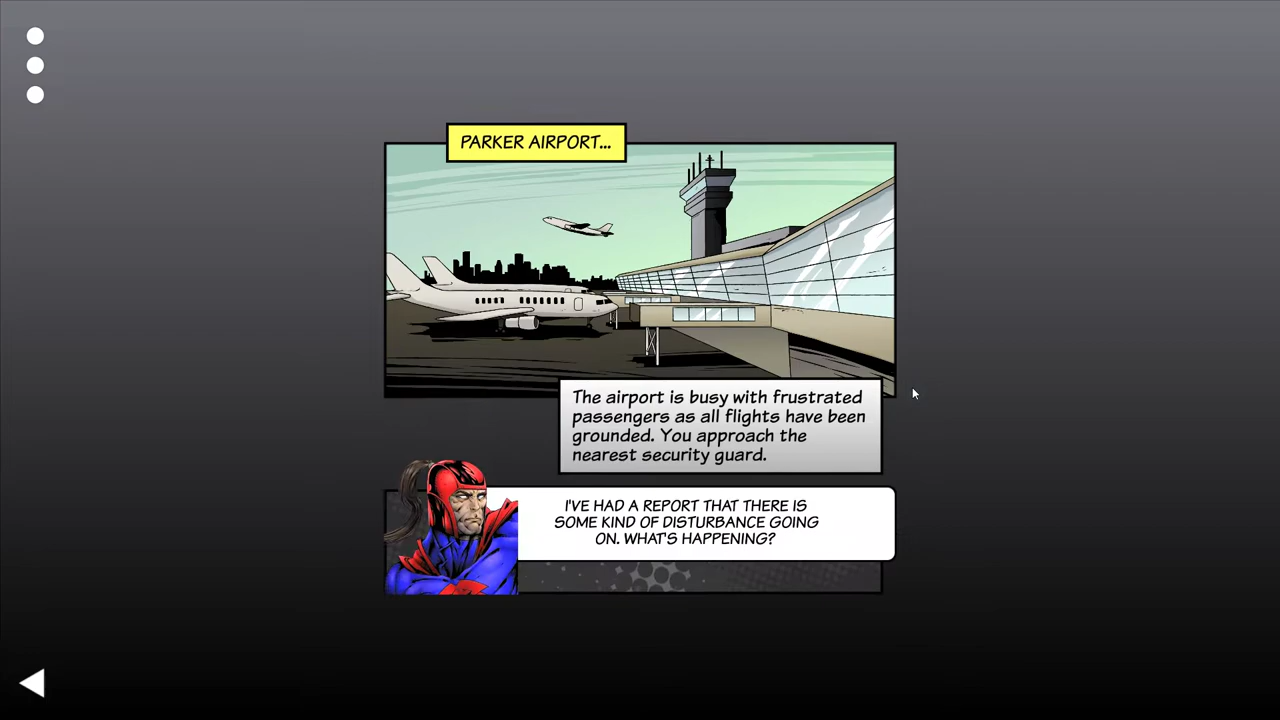 PARKER AIRPORT...
The airport is busy with frustrated
passengers as all flights have been
grounded. You approach the
nearest security guard.
I'VE HAD A REPORT THAT THERE IS
SOME KIND OF DISTURBANCE GOING
ON. WHAT'S HAPPENING?